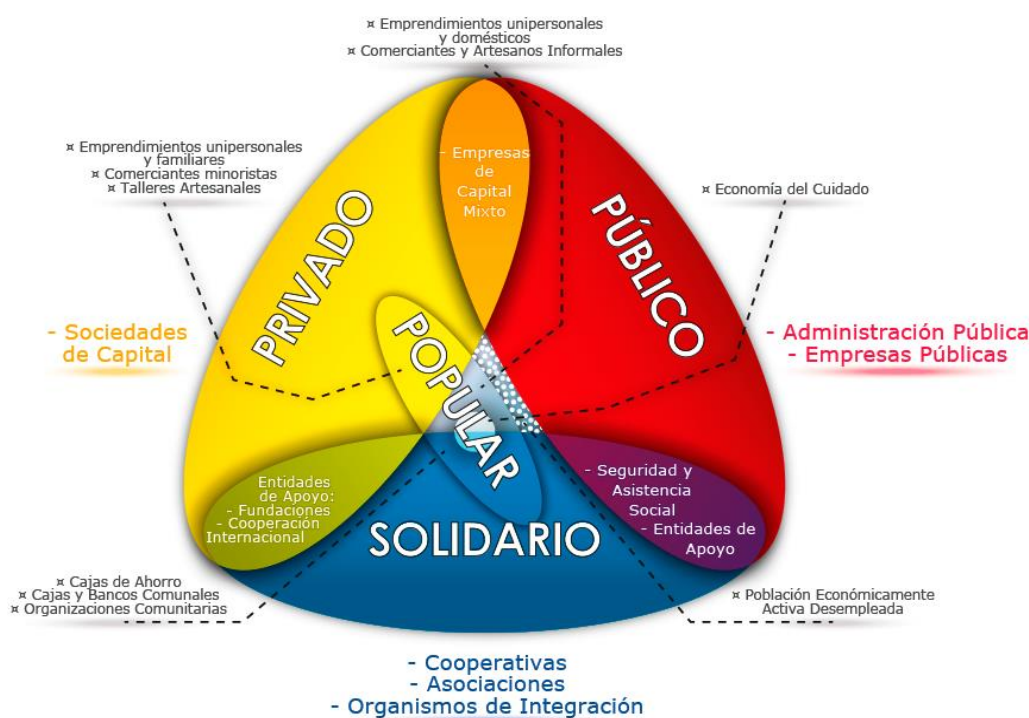 ¤ Emprendimientos unipersonales
y domésticos
¤ Comerciantes y Artesanos Informales
¤ Emprendimientos unipersonales
y familiares
¤ Comerciantes minoristas
¤ Talleres Artesanales
- Empresas
de
Capital
Mixto
¤ Economía del Cuidado
PRIVADO
PÚBLICO
- Sociedades
de Capital
POPULAR
- Administración Pública
- Empresas Públicas
Entidades
de Apoyo:
- Fundaciones
- Cooperación
Internacional
SOLIDARIO
- Seguridad y
Asistencia
Social
- Entidades de
Apoyo
¤ Cajas de Ahorro
¤ Cajas y Bancos Comunales
¤ Organizaciones Comunitarias
¤ Población Económicamente
Activa Desempleada
- Cooperativas
- Asociaciones
- Organismos de Integración